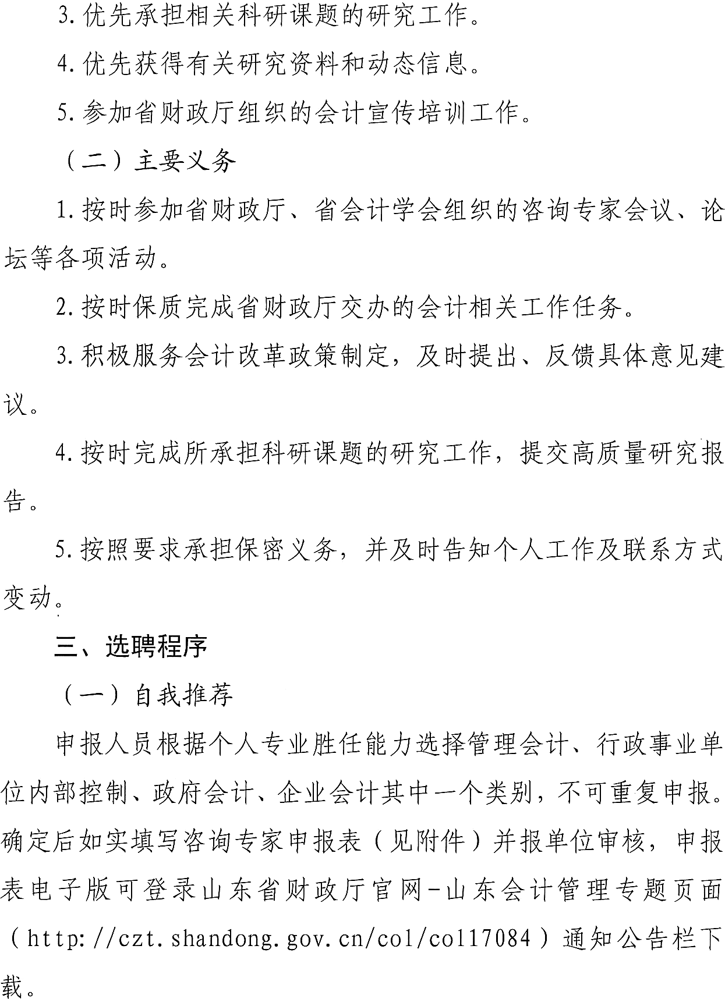 3.优先承担相关科研课题的研究工作。
4.优先获得有关研究资料和动态信息。
5.参加省财政厅组织的会计宣传培训工作。
（二）主要义务
1.按时参加省财政厅、省会计学会组织的咨询专家会议、论
坛等各项活动。
2.按时保质完成省财政厅交办的会计相关工作任务。
3.积极服务会计改革政策制定，及时提出、反馈具体意见建
议。
4.按时完成所承担科研课题的研究工作，提交高质量研究报
告。
5.按照要求承担保密义务，并及时告知个人工作及联系方式
变动。
三、选聘程序
（一）自我推荐
申报人员根据个人专业胜任能力选择管理会计、行政事业单
位内部控制、政府会计、企业会计其中一个类别，不可重复申报。
确定后如实填写咨询专家申报表（见附件）并报单位审核，申报
表电子版可登录山东省财政厅官网-山东会计管理专题页面
（http://czt.shandong.gov.cn/col/col17084）通知公告栏下
载。